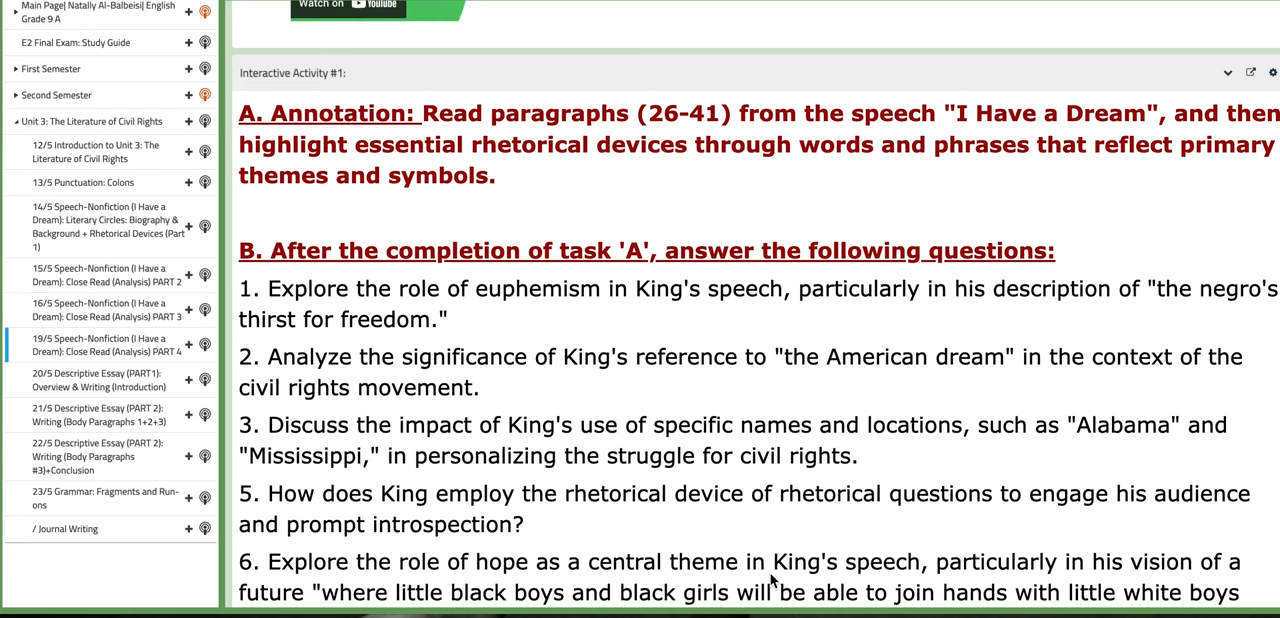 Main Page| Natally Al-Balbeisi| English
Grade 9 A
E2 Final Exam: Study Guide
First Semester
Second Semester
Unit 3: The Literature of Civil Rights
12/5 Introduction to Unit 3: The
Literature of Civil Rights
13/5 Punctuation: Colons
14/5 Speech-Nonfiction (I Have a
Dream): Literary Circles: Biography &
Background + Rhetorical Devices (Part
1)
15/5 Speech-Nonfiction (I Have a
Dream): Close Read (Analysis) PART 2
16/5 Speech-Nonfiction (I Have a
Dream): Close Read (Analysis) PART 3
19/5 Speech-Nonfiction (I Have a
Dream): Close Read (Analysis) PART 4
20/5 Descriptive Essay (PART1):
Overview & Writing (Introduction)
21/5 Descriptive Essay (PART 2):
Writing (Body Paragraphs 1+2+3)
22/5 Descriptive Essay (PART 2):
Writing (Body Paragraphs
#3)+Conclusion
23/5 Grammar: Fragments and Run-
ons
/ Journal Writing
Watch on YouTube
Interactive Activity #1:
A. Annotation: Read paragraphs (26-41) from the speech "I Have a Dream", and then
highlight essential rhetorical devices through words and phrases that reflect primary
themes and symbols.
B. After the completion of task 'A', answer the following questions:
1. Explore the role of euphemism in King's speech, particularly in his description of "the negro's
thirst for freedom."
2. Analyze the significance of King's reference to "the American dream" in the context of the
civil rights movement.
3. Discuss the impact of King's use of specific names and locations, such as "Alabama" and
"Mississippi," in personalizing the struggle for civil rights.
5. How does King employ the rhetorical device of rhetorical questions to engage his audience
and prompt introspection?
6. Explore the role of hope as a central theme in King's speech, particularly in his vision of a
future "where little black boys and black girls will be able to join hands with little white boys